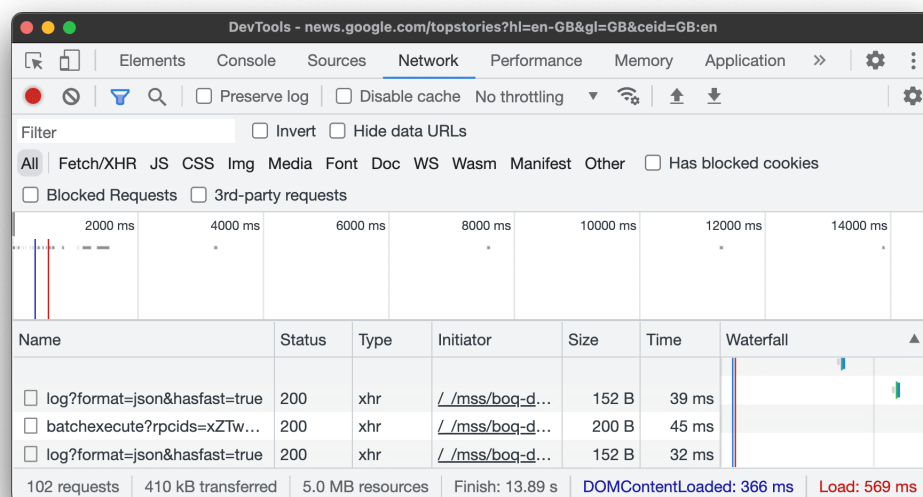 DevTools - news.google.com/topstories?hl=en-GB&gl=GB&ceid=GB:en
Elements Console Sources Network Performance Memory Application »
Preserve log Disable cache No throttling
Filter Invert Hide data URLs
All Fetch/XHR JS CSS Img Media Font Doc WS Wasm Manifest Other Has blocked cookies
Blocked Requests 3rd-party requests
2000 ms 4000 ms 6000 ms 8000 ms 10000 ms 12000 ms 14000 ms
Name Status Type Initiator Size Time Waterfall
log?format=json&hasfast=true 200 xhr /_/mss/boq-d... 152 B 39 ms
batchexecute?rpcids=xZTw... 200 xhr /_/mss/boq-d... 200 B 45 ms
log?format=json&hasfast=true 200 xhr /_/mss/boq-d... 152 B 32 ms
102 requests 410 kB transferred 5.0 MB resources Finish: 13.89 s DOMContentLoaded: 366 ms Load: 569 ms